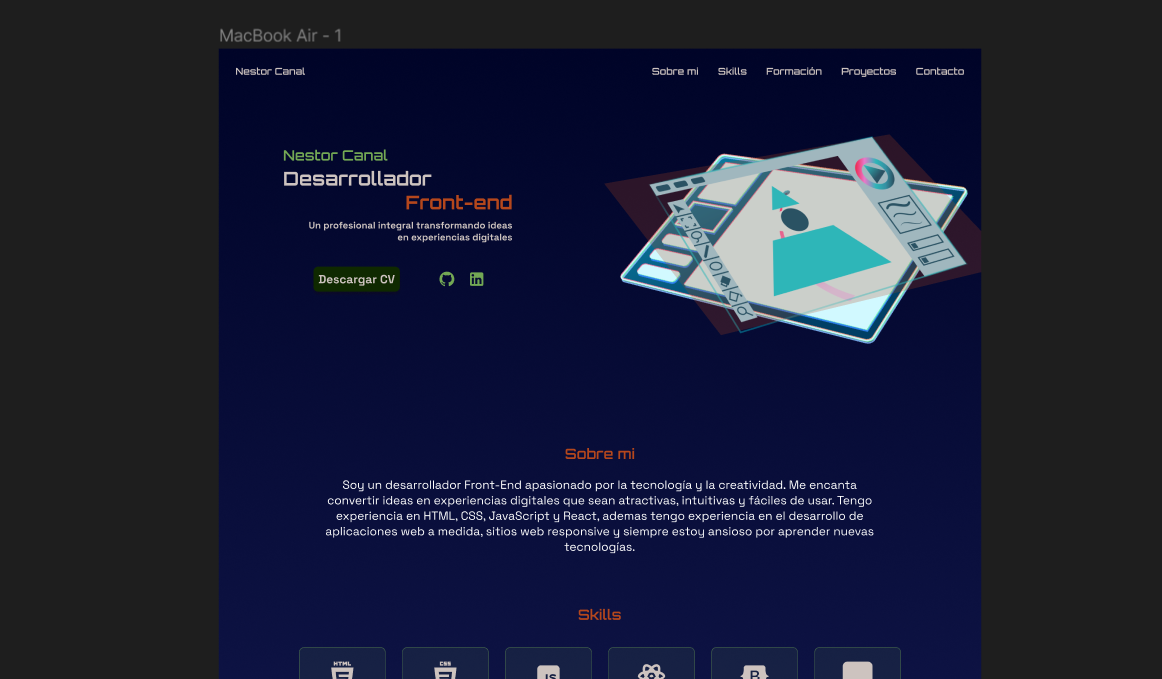 MacBook Air - 1
Nestor Canal
Sobre mi
Skills
Formación
Proyectos
Contacto
Nestor Canal
Desarrollador
Front-end
Un profesional integral transformando ideas
en experiencias digitales
Descargar CV
in
Sobre mi
Soy un desarrollador Front-End apasionado por la tecnología y la creatividad. Me encanta
convertir ideas en experiencias digitales que sean atractivas, intuitivas y fáciles de usar. Tengo
experiencia en HTML, CSS, JavaScript y React, ademas tengo experiencia en el desarrollo de
aplicaciones web a medida, sitios web responsive y siempre estoy ansioso por aprender nuevas
tecnologías.
Skills
HTML
CSS
JS
B